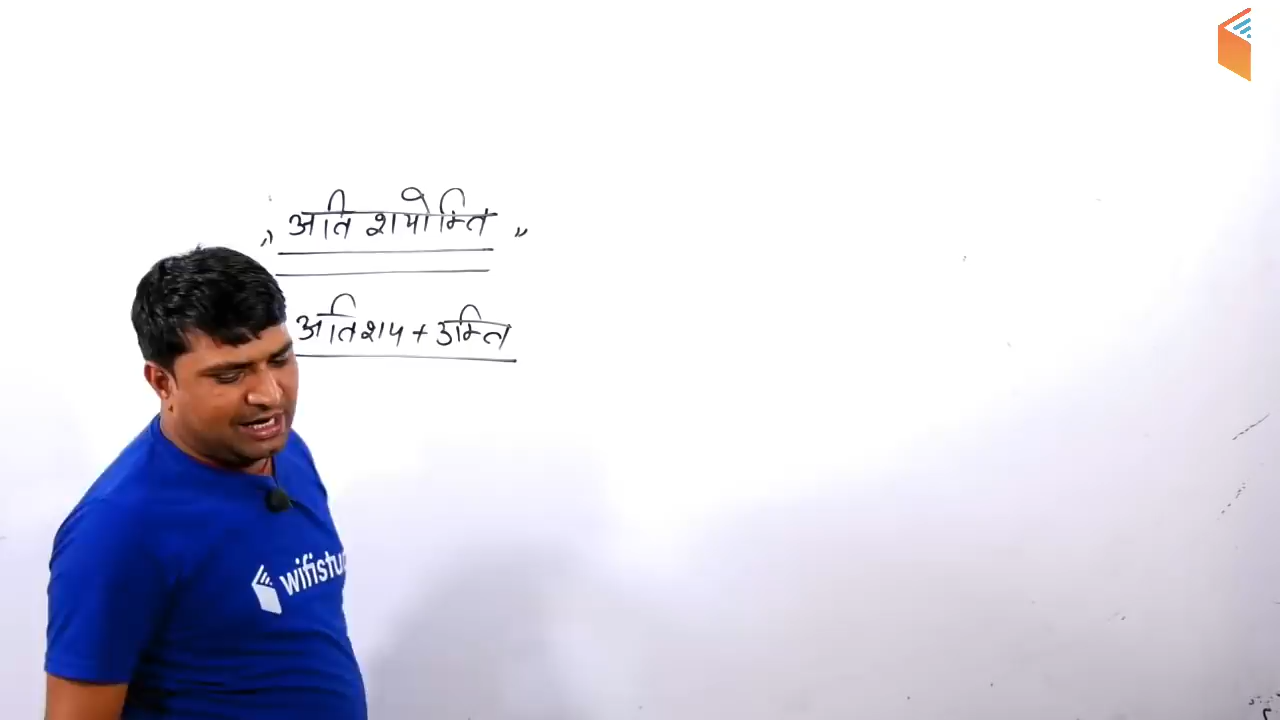 " अतिशयोक्ति "
अतिशय + उक्ति
wifistu